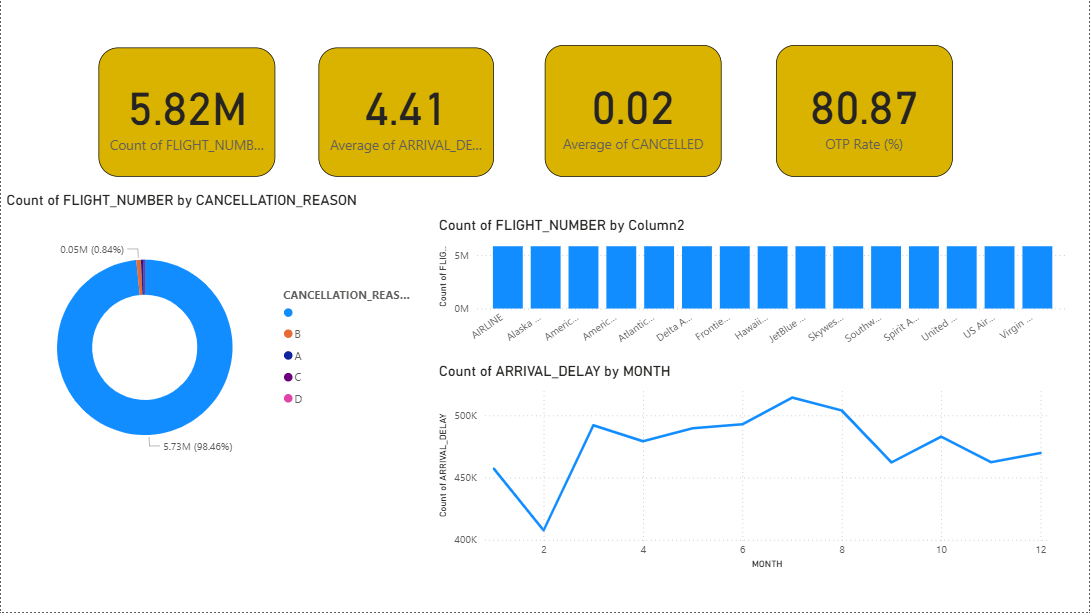 5.82M
Count of FLIGHT_NUMB...
4.41
Average of ARRIVAL_DE...
0.02
Average of CANCELLED
80.87
OTP Rate (%)
Count of FLIGHT_NUMBER by CANCELLATION_REASON
0.05M (0.84%)
5.73M (98.46%)
CANCELLATION_REAS...
B
A
C
D
Count of FLIGHT_NUMBER by Column2
Count of FLIG...
5M
0M
AIRLINE
Alaska ...
Americ...
Americ...
Atlantic...
Delta A...
Frontie...
Hawaii...
JetBlue ...
Skywes...
Southw...
Spirit A...
United ...
US Air...
Virgin ...
Count of ARRIVAL_DELAY by MONTH
Count of ARRIVAL_DELAY
500K
450K
400K
2
4
6
8
10
12
MONTH